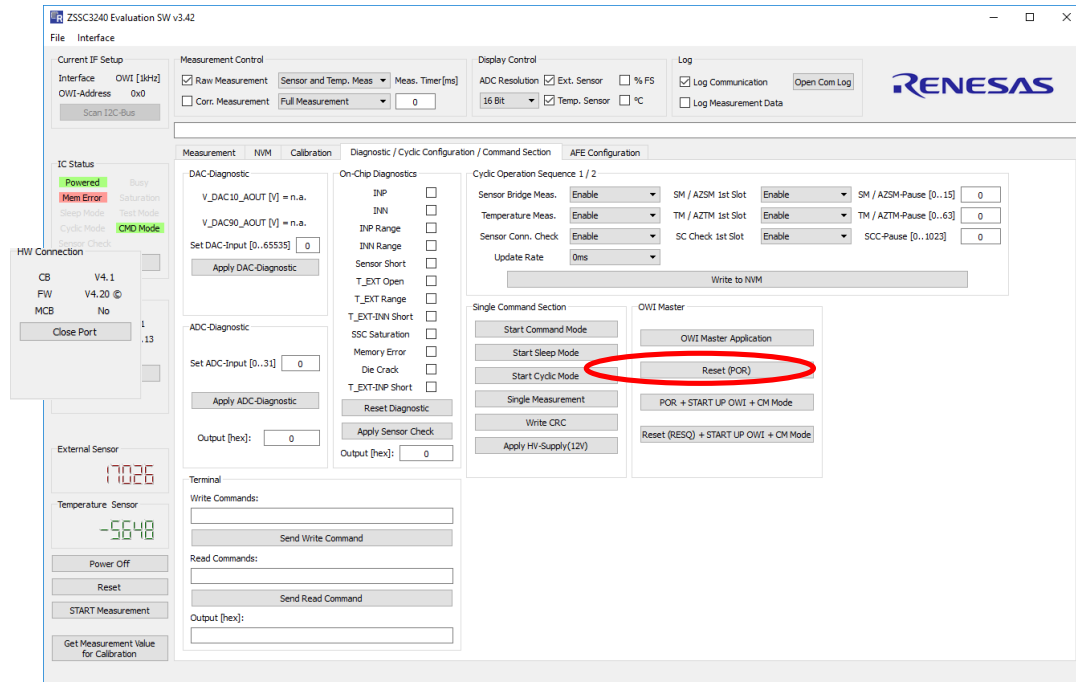 ZSSC3240 Evaluation SW v3.42
File Interface
Current IF Setup
Interface OWI [1kHz]
OWI-Address 0x0
Scan I2C-Bus
Measurement Control
Raw Measurement Sensor and Temp. Meas Meas. Timer[ms]
Corr. Measurement Full Measurement 0
Display Control
ADC Resolution Ext. Sensor % FS
16 Bit Temp. Sensor °C
Log
Log Communication Open Com Log
Log Measurement Data
RENESAS
IC Status
Powered Busy
Mem Error Saturation
Sleep Mode Test Mode
Cyclic Mode CMD Mode
Sensor Check
HW Connection
CB V4.1
FW V4.20 ©
MCB No
Close Port
1
.13
External Sensor
17026
Temperature Sensor
-5648
Power Off
Reset
START Measurement
Get Measurement Value
for Calibration
Measurement NVM Calibration Diagnostic / Cyclic Configuration / Command Section AFE Configuration
DAC-Diagnostic
V_DAC10_AOUT [V] = n.a.
V_DAC90_AOUT [V] = n.a.
Set DAC-Input [0..65535] 0
Apply DAC-Diagnostic
ADC-Diagnostic
Set ADC-Input [0..31] 0
Apply ADC-Diagnostic
Output [hex]: 0
On-Chip Diagnostics
INP
INN
INP Range
INN Range
Sensor Short
T_EXT Open
T_EXT Range
T_EXT-INN Short
SSC Saturation
Memory Error
Die Crack
T_EXT-INP Short
Reset Diagnostic
Apply Sensor Check
Output [hex]: 0
Cyclic Operation Sequence 1 / 2
Sensor Bridge Meas. Enable SM / AZSM 1st Slot Enable SM / AZSM-Pause [0..15] 0
Temperature Meas. Enable TM / AZTM 1st Slot Enable TM / AZTM-Pause [0..63] 0
Sensor Conn. Check Enable SC Check 1st Slot Enable SCC-Pause [0..1023] 0
Update Rate 0ms
Write to NVM
Single Command Section
Start Command Mode
Start Sleep Mode
Start Cyclic Mode
Single Measurement
Write CRC
Apply HV-Supply(12V)
OWI Master
OWI Master Application
Reset (POR)
POR + START UP OWI + CM Mode
Reset (RESQ) + START UP OWI + CM Mode
Terminal
Write Commands:
Send Write Command
Read Commands:
Send Read Command
Output [hex]: